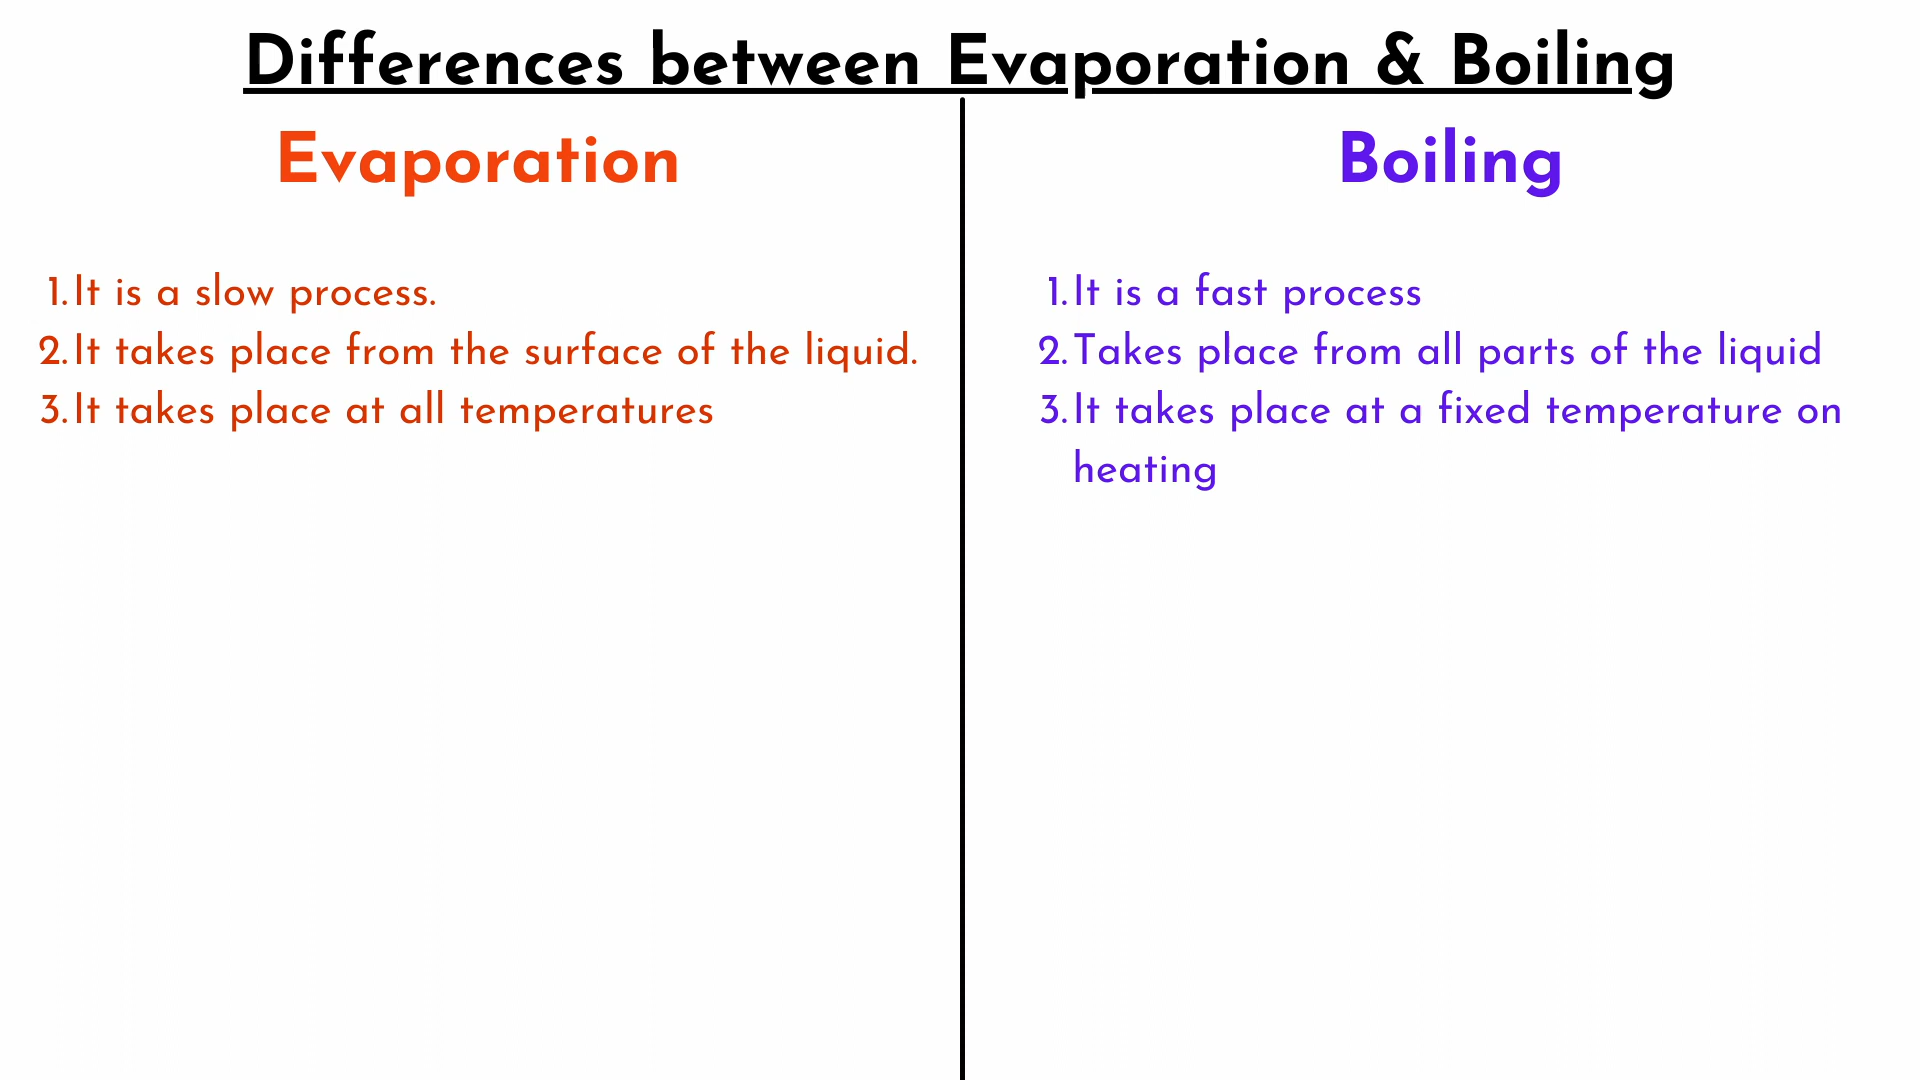 Differences between Evaporation & Boiling
Evaporation
1. It is a slow process.
2. It takes place from the surface of the liquid.
3. It takes place at all temperatures
Boiling
1. It is a fast process
2. Takes place from all parts of the liquid
3. It takes place at a fixed temperature on
heating